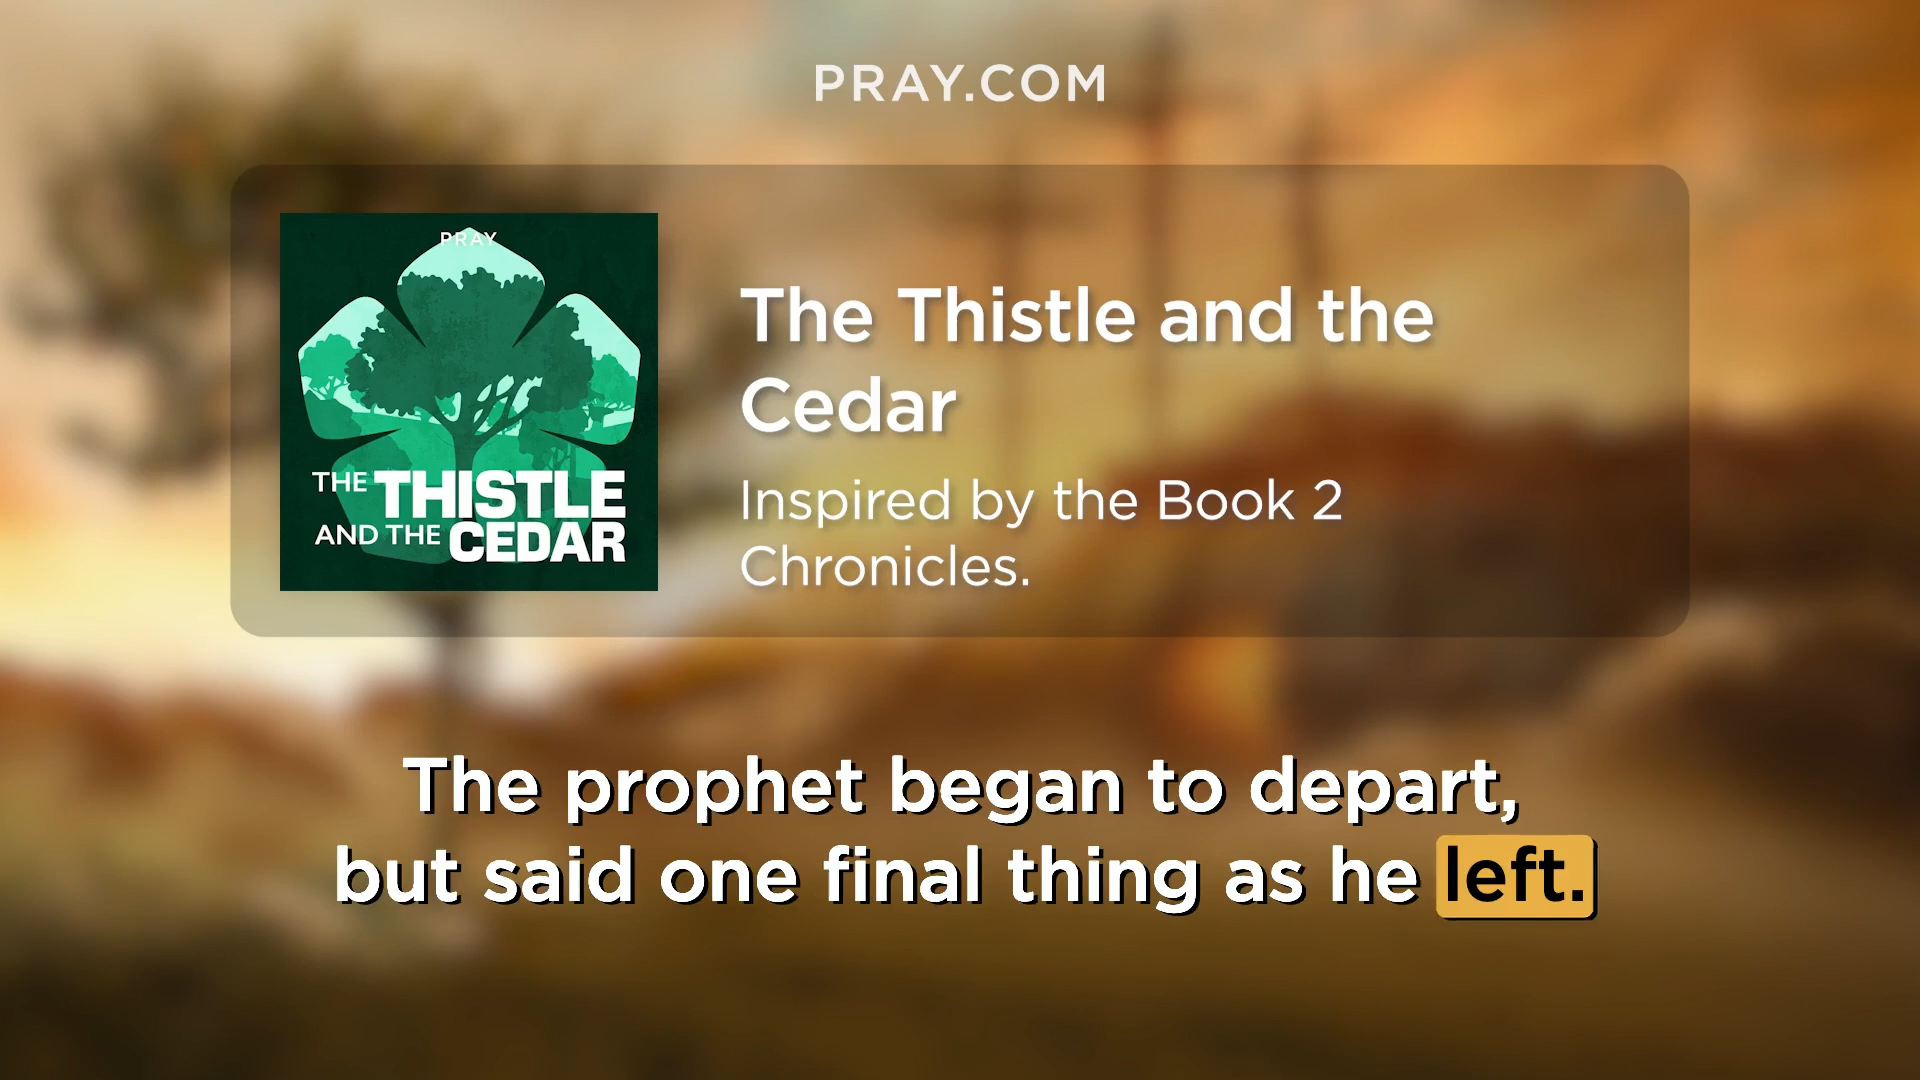 PRAY.COM
PRAY
THE THISTLE
AND THE CEDAR
The Thistle and the
Cedar
Inspired by the Book 2
Chronicles.
The prophet began to depart,
but said one final thing as he left.